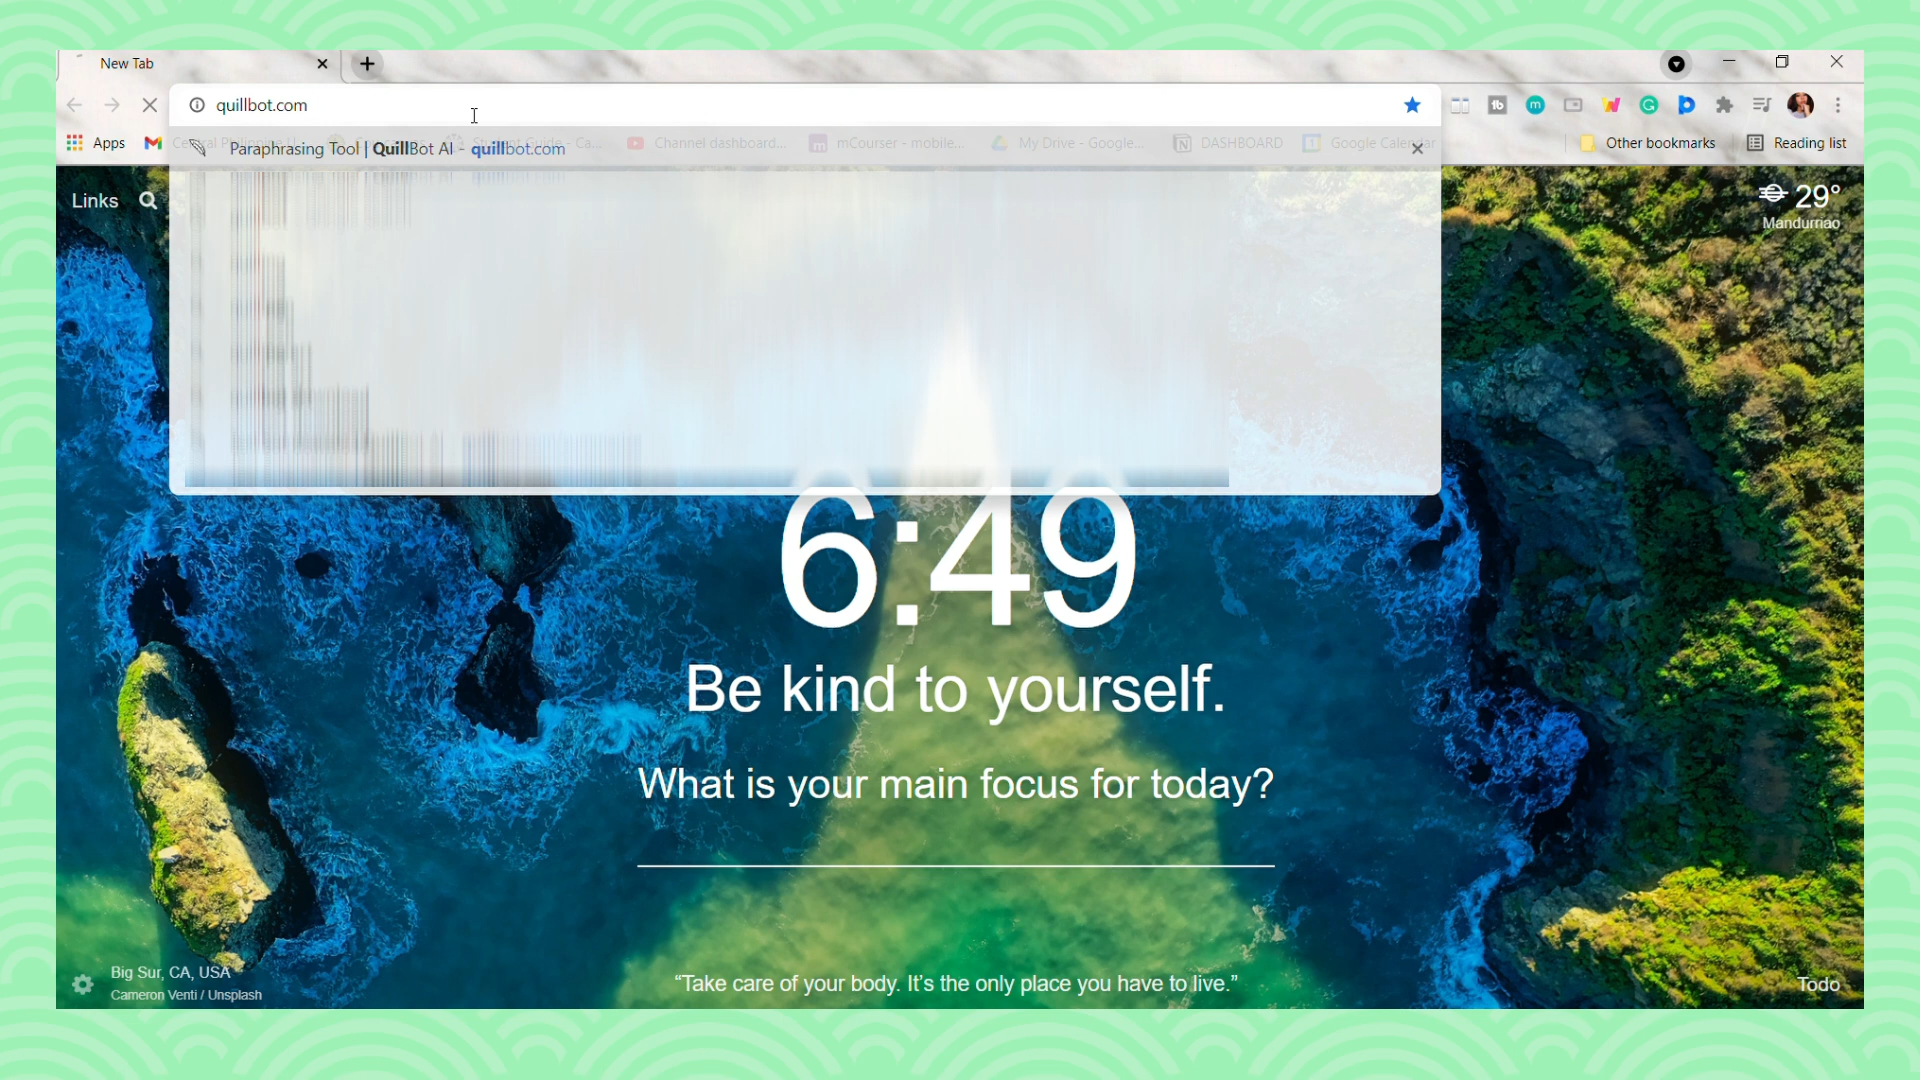 New Tab
quillbot.com
Apps
Channel dashboard...
mCourser - mobile...
My Drive - Google...
DASHBOARD
Google Calendar
Other bookmarks
Reading list
Paraphrasing Tool | QuillBot AI - quillbot.com
Links
29°
Mandurriao
6:49
Be kind to yourself.
What is your main focus for today?
Big Sur, CA, USA
Cameron Venti / Unsplash
“Take care of your body. It’s the only place you have to live.”
Todo